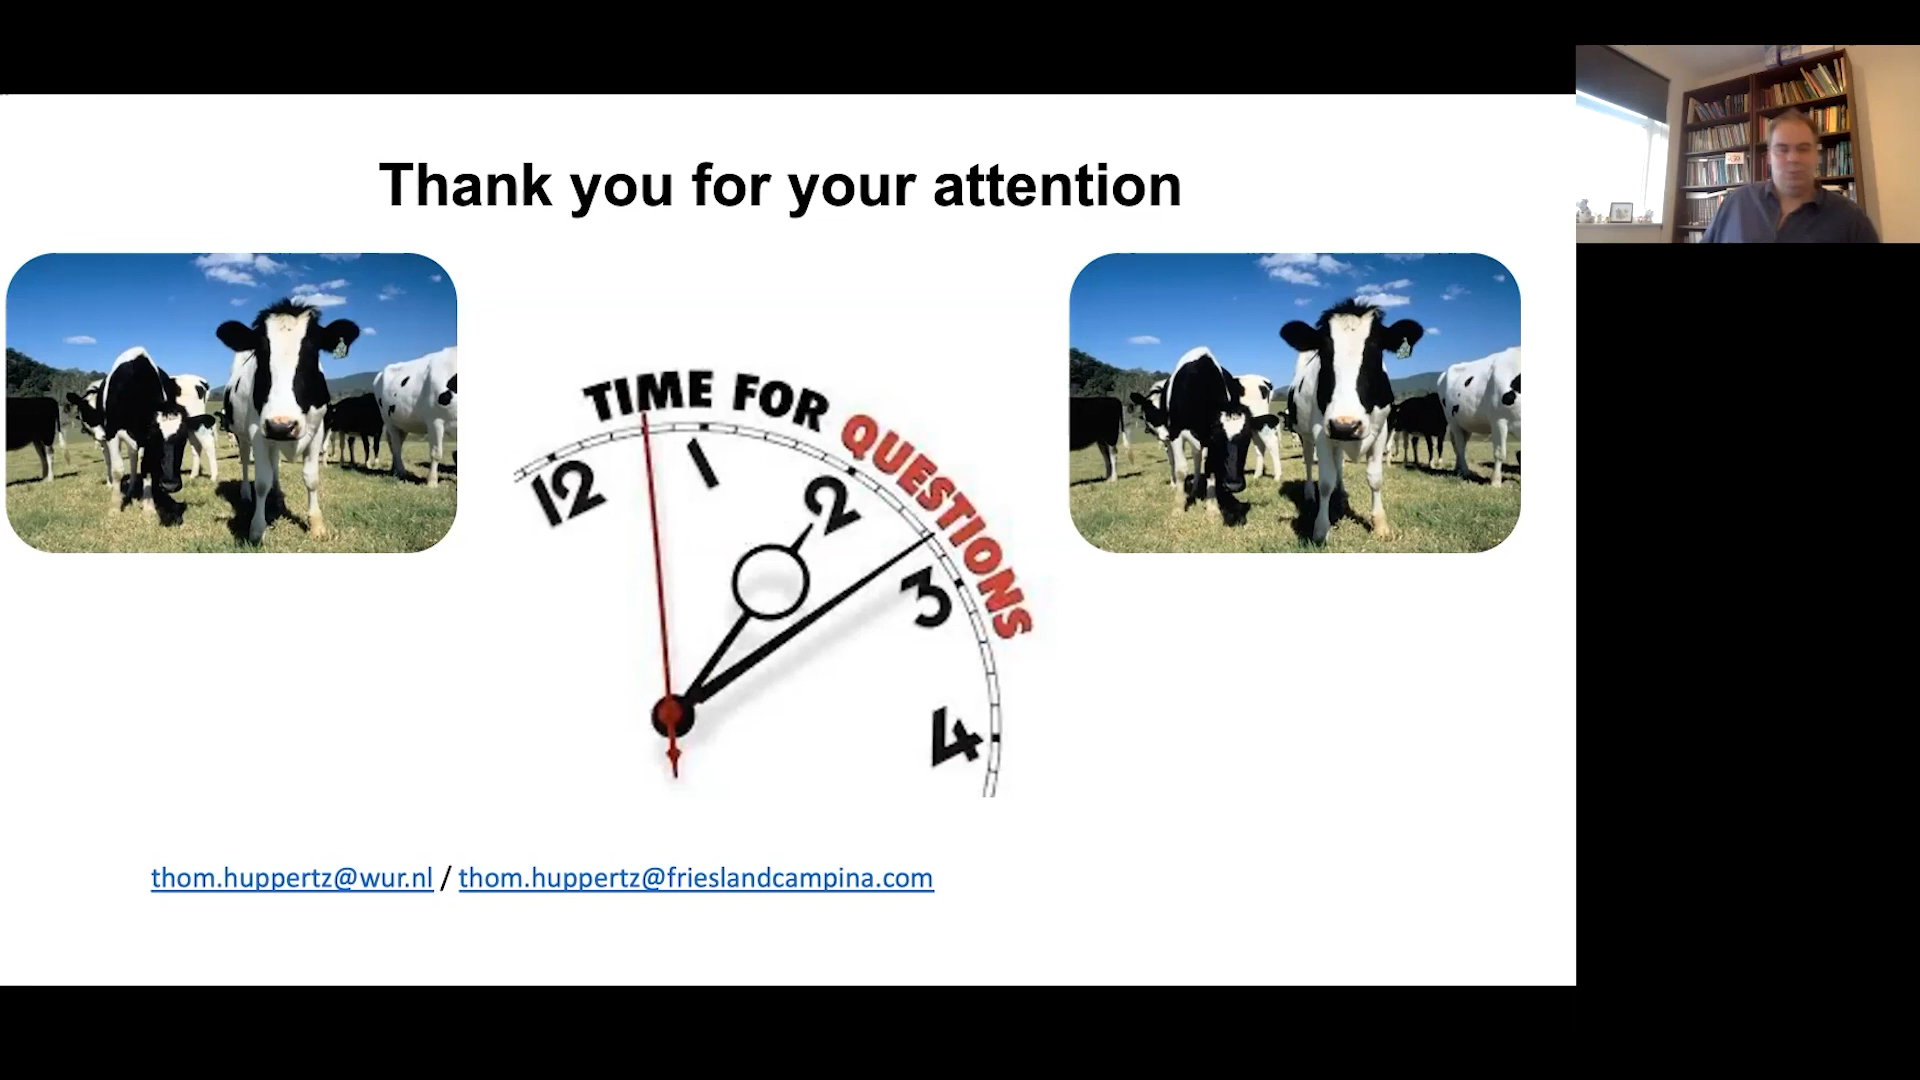 Thank you for your attention
TIME FOR QUESTIONS
12
1
2
3
4
thom.huppertz@wur.nl / thom.huppertz@frieslandcampina.com